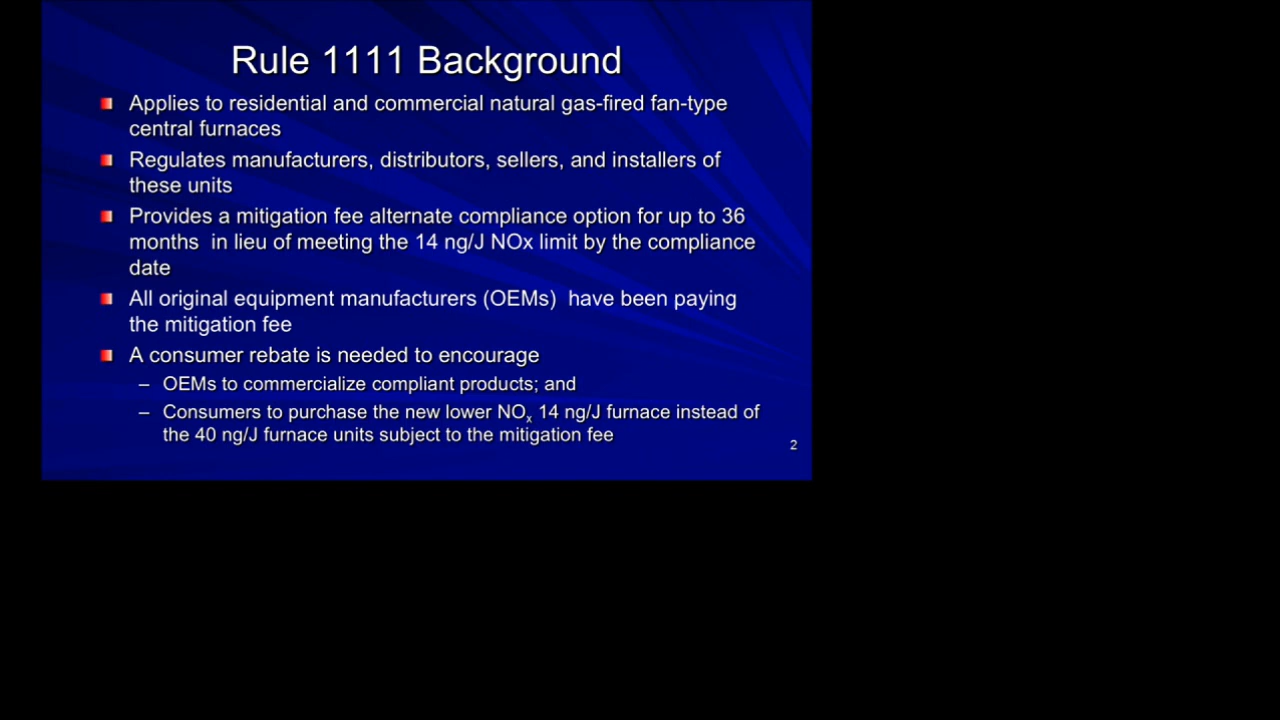 Rule 1111 Background
Applies to residential and commercial natural gas-fired fan-type
central furnaces
Regulates manufacturers, distributors, sellers, and installers of
these units
Provides a mitigation fee alternate compliance option for up to 36
months  in lieu of meeting the 14 ng/J NOx limit by the compliance
date
All original equipment manufacturers (OEMs)  have been paying
the mitigation fee
A consumer rebate is needed to encourage
– OEMs to commercialize compliant products; and
– Consumers to purchase the new lower NOx 14 ng/J furnace instead of
the 40 ng/J furnace units subject to the mitigation fee
2